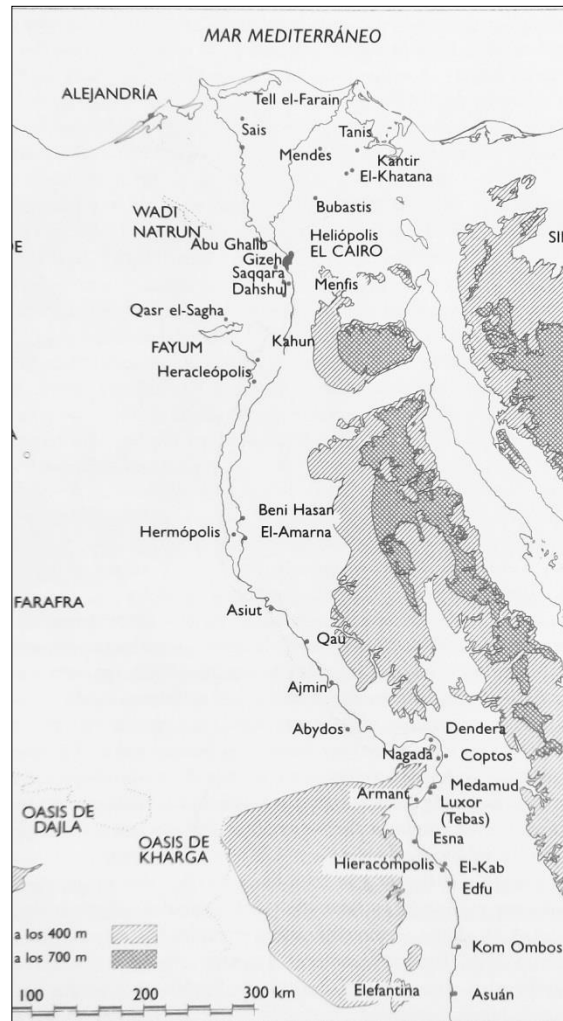 MAR MEDITERRÁNEO
ALEJANDRÍA
Tell el-Farain
Sais
Tanis
Mendes
Kantir
El-Khatana
Bubastis
WADI
NATRUN
Heliópolis
Abu Ghalib
EL CAIRO
Gizeh
Saqqara
Menfis
Dahshur
Qasr el-Sagha
Kahun
FAYUM
Heracleópolis
Beni Hasan
Hermópolis
El-Amarna
FARAFRA
Asiut
Qau
Ajmin
Abydos
Dendera
Nagada
Coptos
Medamud
Armant
Luxor
(Tebas)
OASIS DE
DAJLA
OASIS DE
KHARGA
Esna
Hieracómpolis
El-Kab
Edfu
a los 400 m
a los 700 m
Kom Ombos
Elefantina
Asuán
100 200 300 km